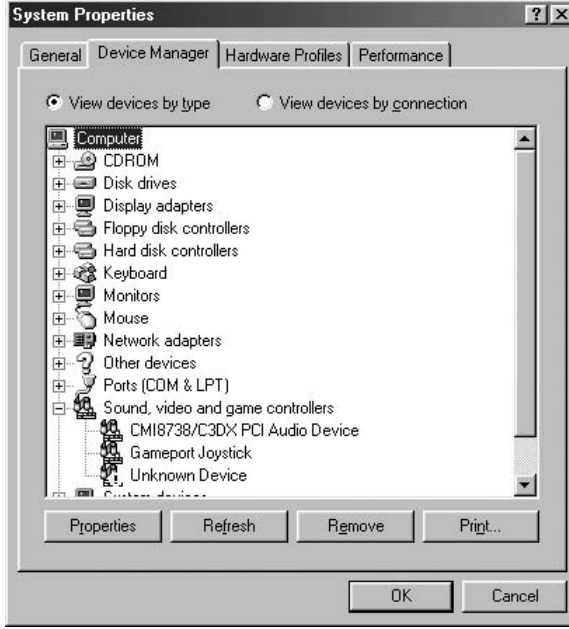 System Properties
General Device Manager Hardware Profiles Performance
View devices by type View devices by connection
Computer
CDROM
Disk drives
Display adapters
Floppy disk controllers
Hard disk controllers
Keyboard
Monitors
Mouse
Network adapters
Other devices
Ports (COM & LPT)
Sound, video and game controllers
CMI8738/C3DX PCI Audio Device
Gameport Joystick
Unknown Device
System devices
Properties Refresh Remove Print...
OK Cancel